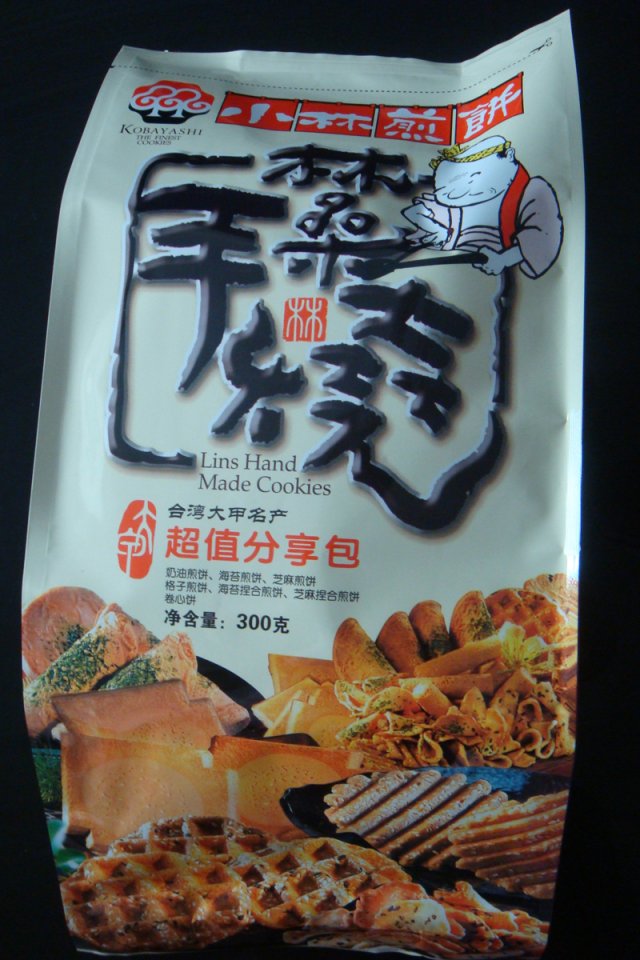 KOBAYASHI
THE FINEST
COOKIES
小林煎餅
手燒
林
Lins Hand
Made Cookies
大甲
台湾大甲名产
超值分享包
奶油煎饼、海苔煎饼、芝麻煎饼
格子煎饼、海苔捏合煎饼、芝麻捏合煎饼
卷心饼
净含量：300克